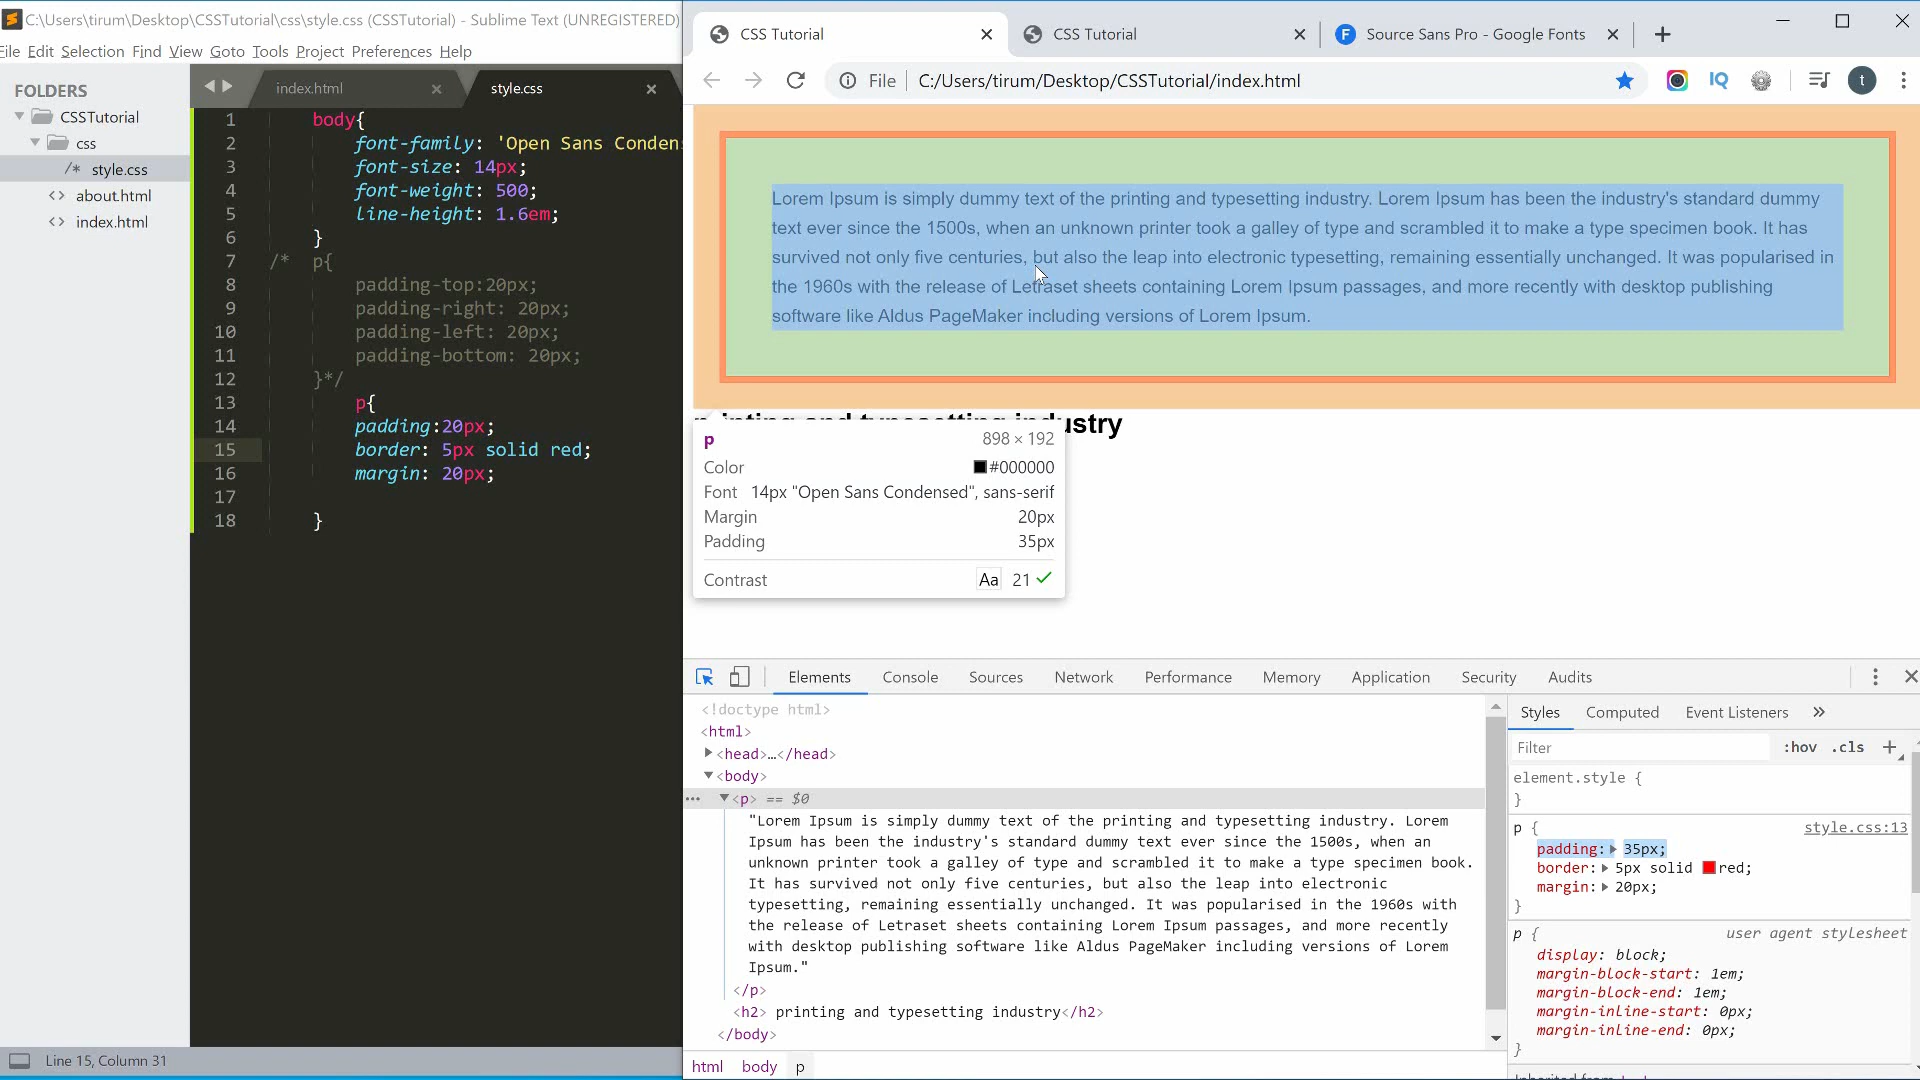 C:\Users\tirum\Desktop\CSSTutorial\css\style.css (CSSTutorial) - Sublime Text (UNREGISTERED)
File Edit Selection Find View Goto Tools Project Preferences Help
FOLDERS
CSSTutorial
css
/* style.css
<> about.html
<> index.html
index.html
style.css
1 body{
2 font-family: 'Open Sans Conden
3 font-size: 14px;
4 font-weight: 500;
5 line-height: 1.6em;
6 }
7 /* p{
8 padding-top:20px;
9 padding-right: 20px;
10 padding-left: 20px;
11 padding-bottom: 20px;
12 }*/
13 p{
14 padding:20px;
15 border: 5px solid red;
16 margin: 20px;
17
18 }
Line 15, Column 31
CSS Tutorial
CSS Tutorial
F Source Sans Pro - Google Fonts
File C:/Users/tirum/Desktop/CSSTutorial/index.html
IQ
t
Lorem Ipsum is simply dummy text of the printing and typesetting industry. Lorem Ipsum has been the industry's standard dummy
text ever since the 1500s, when an unknown printer took a galley of type and scrambled it to make a type specimen book. It has
survived not only five centuries, but also the leap into electronic typesetting, remaining essentially unchanged. It was popularised in
the 1960s with the release of Letraset sheets containing Lorem Ipsum passages, and more recently with desktop publishing
software like Aldus PageMaker including versions of Lorem Ipsum.
printing and typesetting industry
p 898 × 192
Color #000000
Font 14px "Open Sans Condensed", sans-serif
Margin 20px
Padding 35px
Contrast Aa 21
Elements Console Sources Network Performance Memory Application Security Audits
<!doctype html>
<html>
<head>…</head>
<body>
<p> == $0
"Lorem Ipsum is simply dummy text of the printing and typesetting industry. Lorem
Ipsum has been the industry's standard dummy text ever since the 1500s, when an
unknown printer took a galley of type and scrambled it to make a type specimen book.
It has survived not only five centuries, but also the leap into electronic
typesetting, remaining essentially unchanged. It was popularised in the 1960s with
the release of Letraset sheets containing Lorem Ipsum passages, and more recently
with desktop publishing software like Aldus PageMaker including versions of Lorem
Ipsum."
</p>
<h2> printing and typesetting industry</h2>
</body>
html body p
Styles Computed Event Listeners »
Filter :hov .cls +
element.style {
}
p { style.css:13
padding: 35px;
border: 5px solid red;
margin: 20px;
}
p { user agent stylesheet
display: block;
margin-block-start: 1em;
margin-block-end: 1em;
margin-inline-start: 0px;
margin-inline-end: 0px;
}